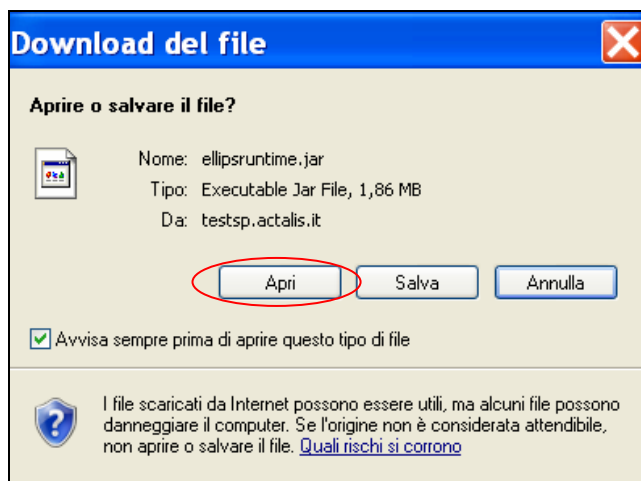 Download del file
Aprire o salvare il file?
Nome: ellipsruntime.jar
Tipo: Executable Jar File, 1,86 MB
Da: testsp.actalis.it
Apri Salva Annulla
Avvisa sempre prima di aprire questo tipo di file
I file scaricati da Internet possono essere utili, ma alcuni file possono
danneggiare il computer. Se l'origine non è considerata attendibile,
non aprire o salvare il file. Quali rischi si corrono